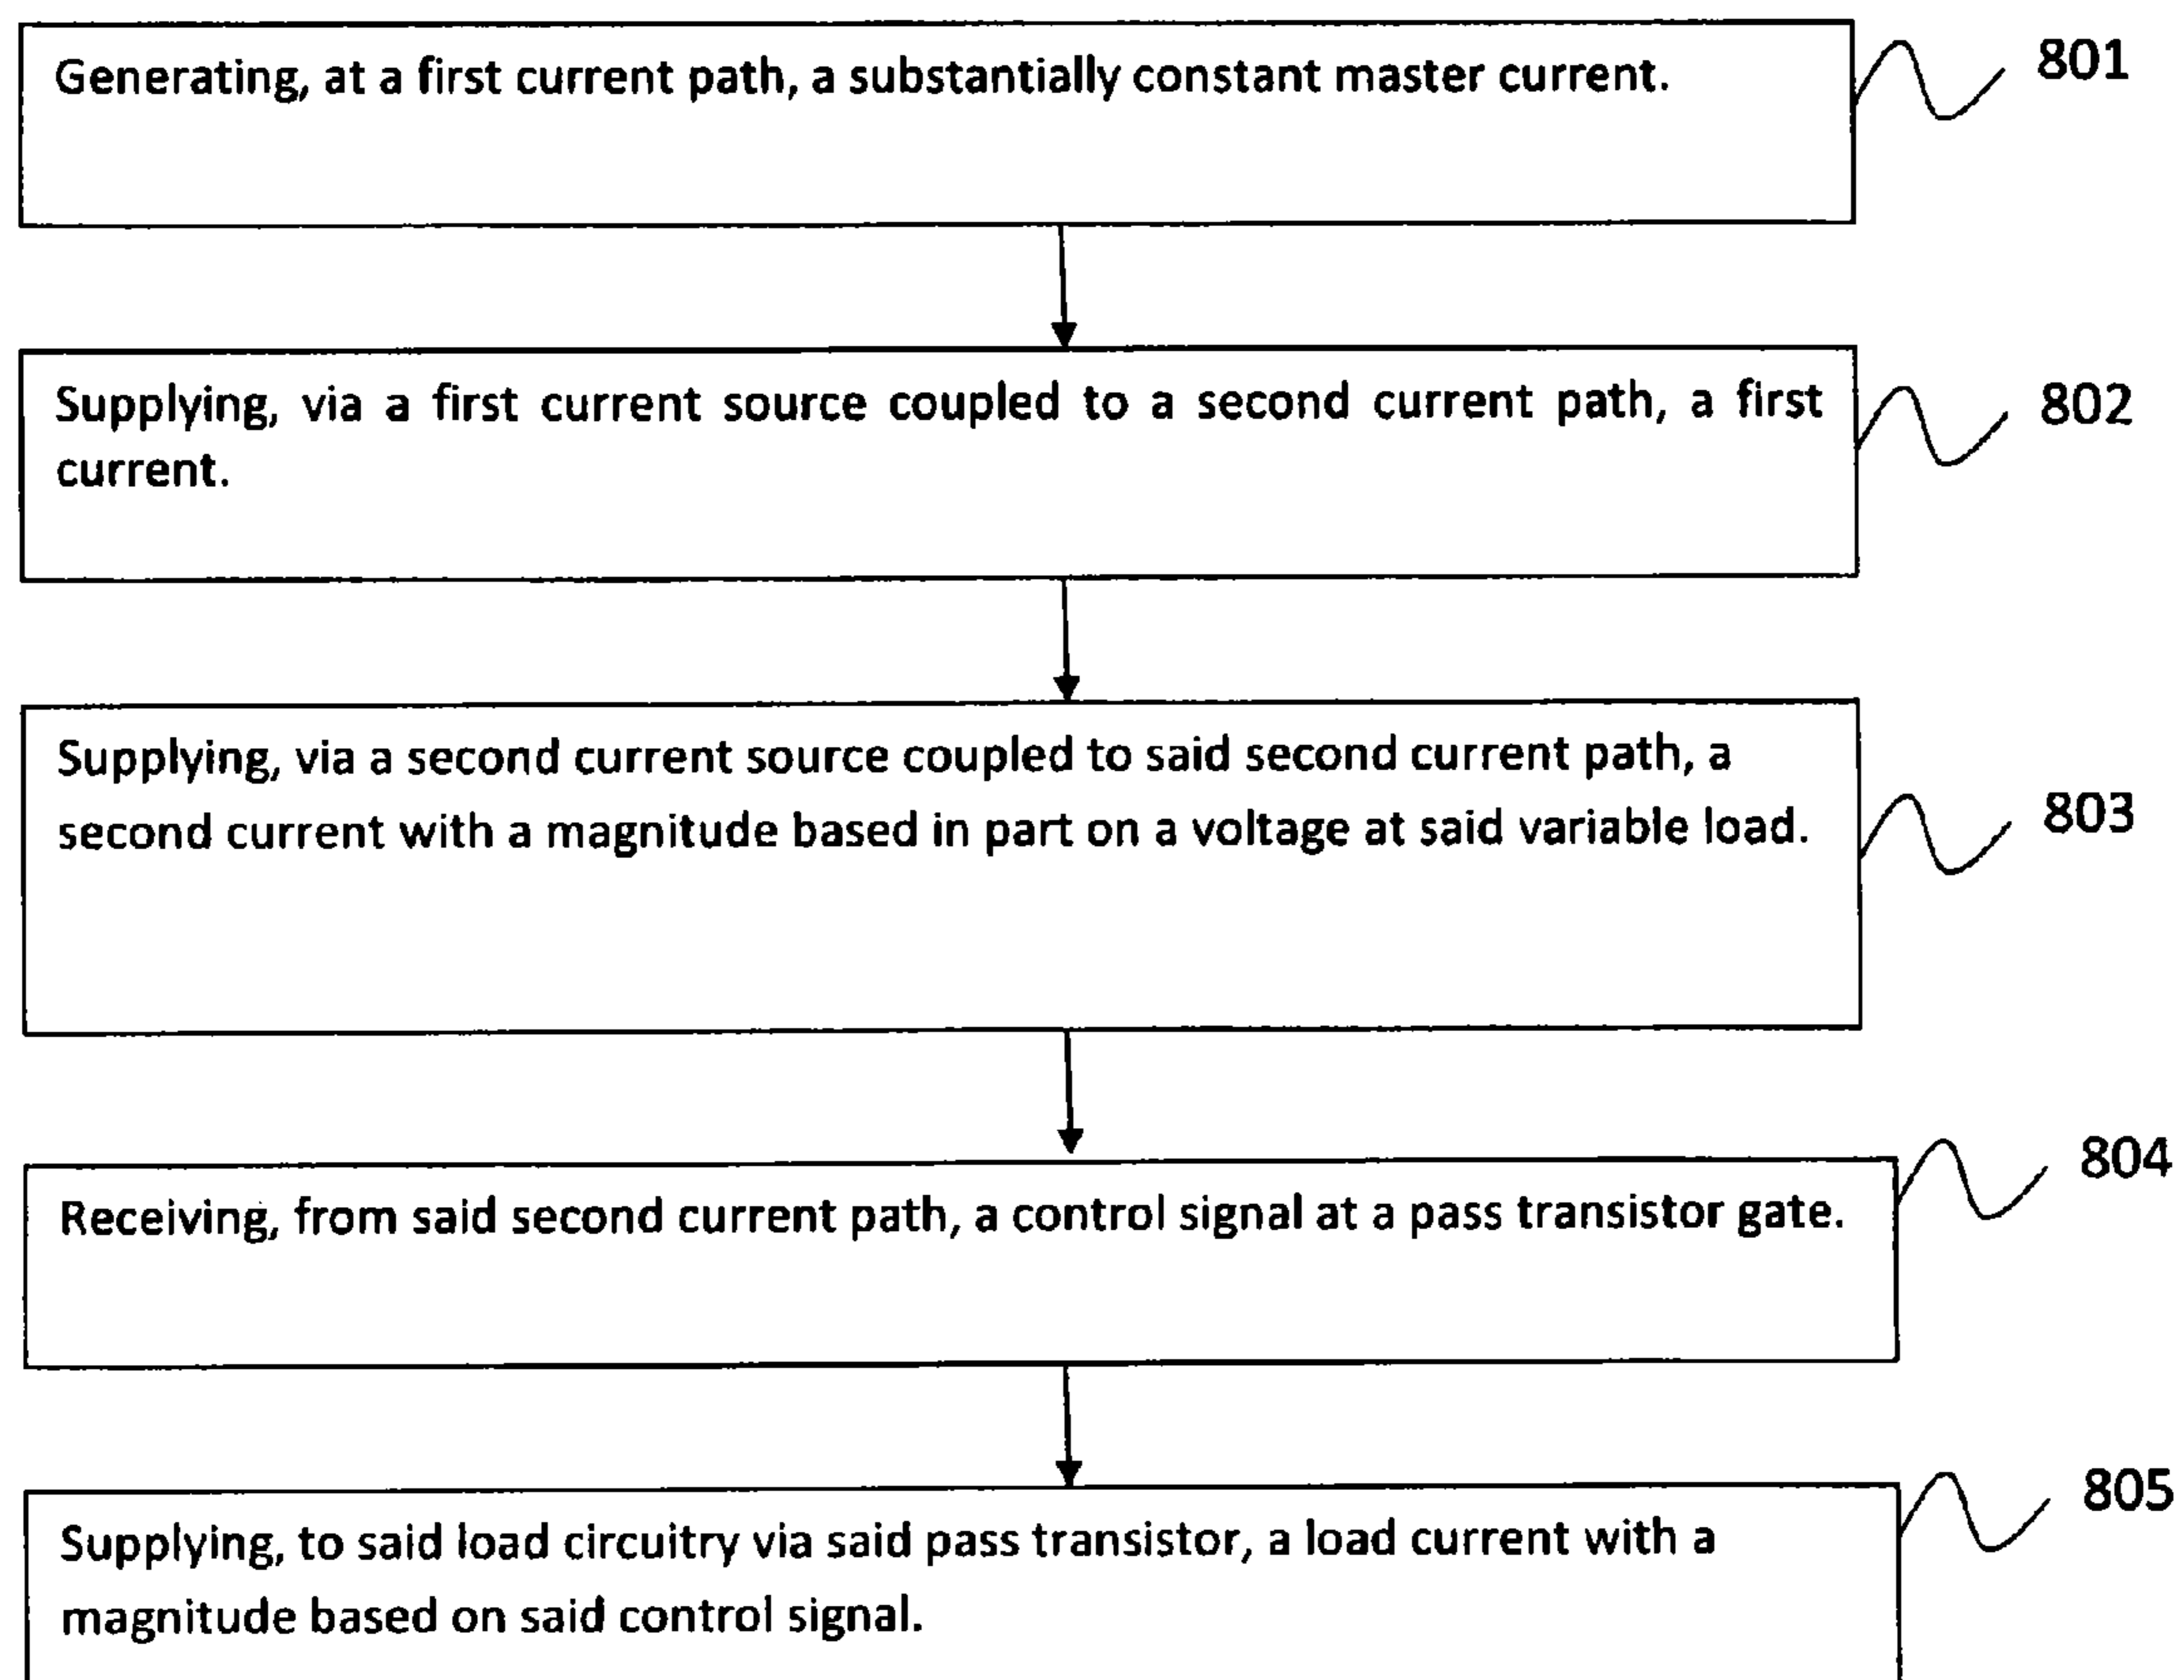 Generating, at a first current path, a substantially constant master current.
801
Supplying, via a first current source coupled to a second current path, a first
current.
802
Supplying, via a second current source coupled to said second current path, a
second current with a magnitude based in part on a voltage at said variable load.
803
Receiving, from said second current path, a control signal at a pass transistor gate.
804
Supplying, to said load circuitry via said pass transistor, a load current with a
magnitude based on said control signal.
805